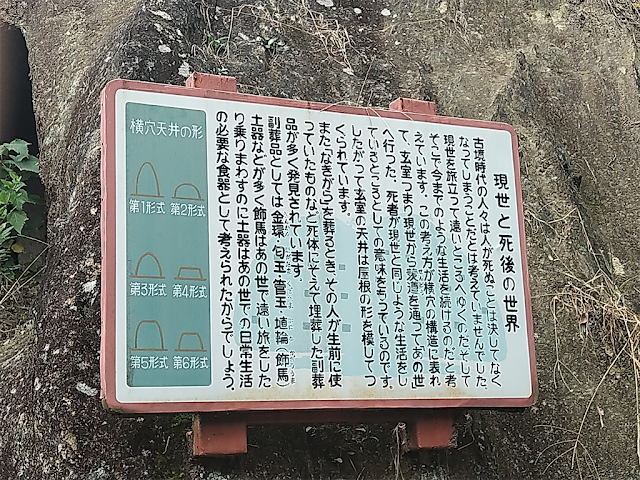 現世と死後の世界
古墳時代の人々は人が死ぬことは決してなく
なってしまうことだとは考えていませんでした。
現世を旅立って遠いところへゆくのだ、そして
そこで今までのような生活を続けるのだと考
えています。この考え方が横穴の構造に表れ
て、玄室つまり現世から羨道を通ってあの世
へ行った、死者が現世と同じような生活をし
ているところとしての意味をもっているのです。
したがって玄室の天井は屋根の形を模してつ
くられています。
また「なきがら」を葬るとき、その人が生前に使
っていたものなど死体にそえて埋葬した副葬
品が多く発見されています。
副葬品としては金環・勾玉・管玉・埴輪(飾馬)
土器などが多く飾馬はあの世で遠い旅をした
り乗りまわすのに土器はあの世での日常生活
の必要な食器として考えられたからでしょう。
横穴天井の形
第1形式 第2形式
第3形式 第4形式
第5形式 第6形式